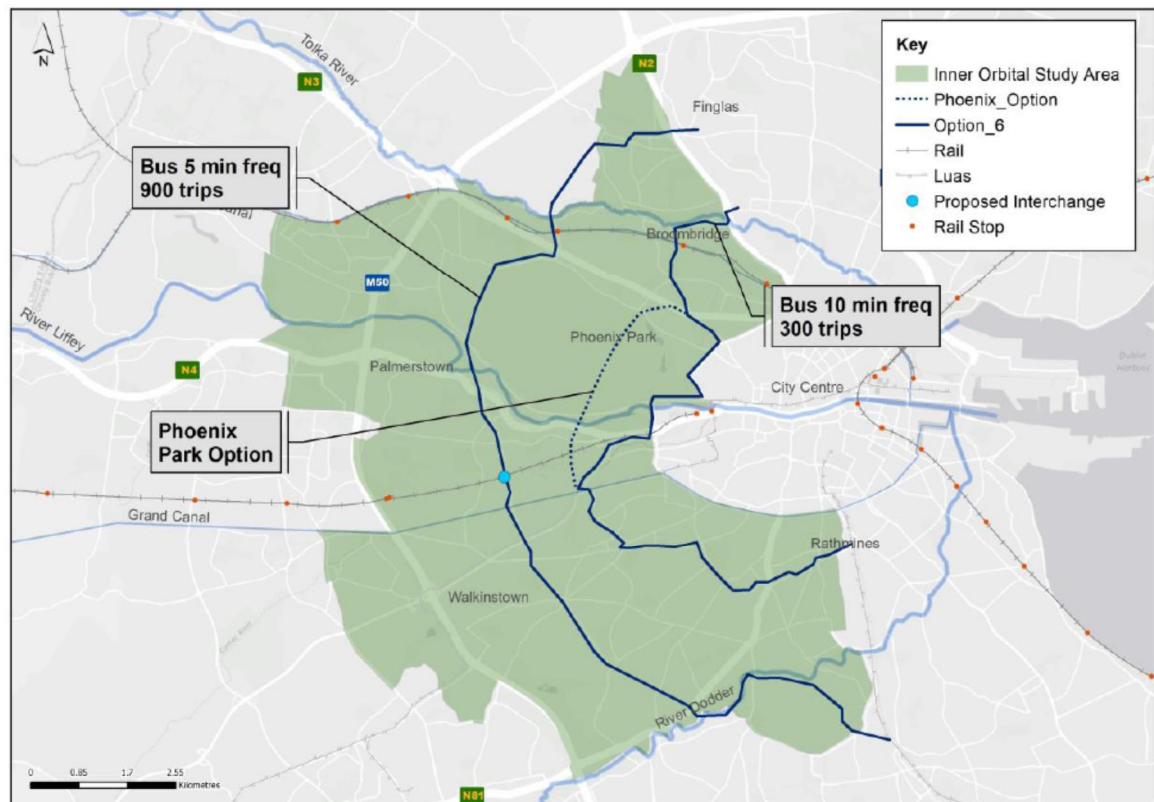 N
N3
Tolka River
N2
Finglas
Key
Inner Orbital Study Area
Phoenix_Option
Option_6
Rail
Luas
Proposed Interchange
Rail Stop
Bus 5 min freq
900 trips
Broombridge
M50
Bus 10 min freq
300 trips
River Liffey
Phoenix Park
Palmerstown
N4
City Centre
Dublin
Harbour
Phoenix
Park Option
Grand Canal
Rathmines
Walkinstown
River Dodder
0 0.85 1.7 2.55
Kilometres
N81